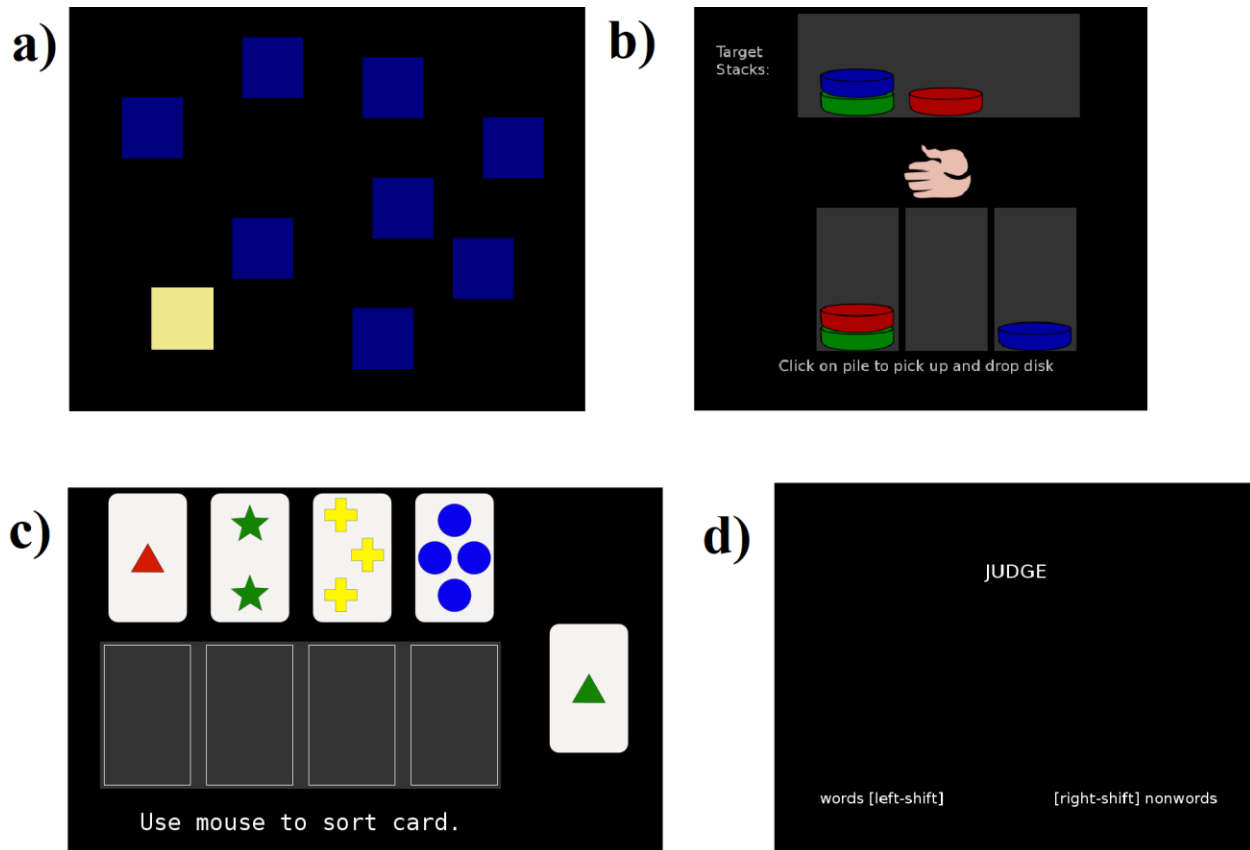 a)
b)
Target
Stacks:
Click on pile to pick up and drop disk
c)
Use mouse to sort card.
d)
JUDGE
words [left-shift]
[right-shift] nonwords